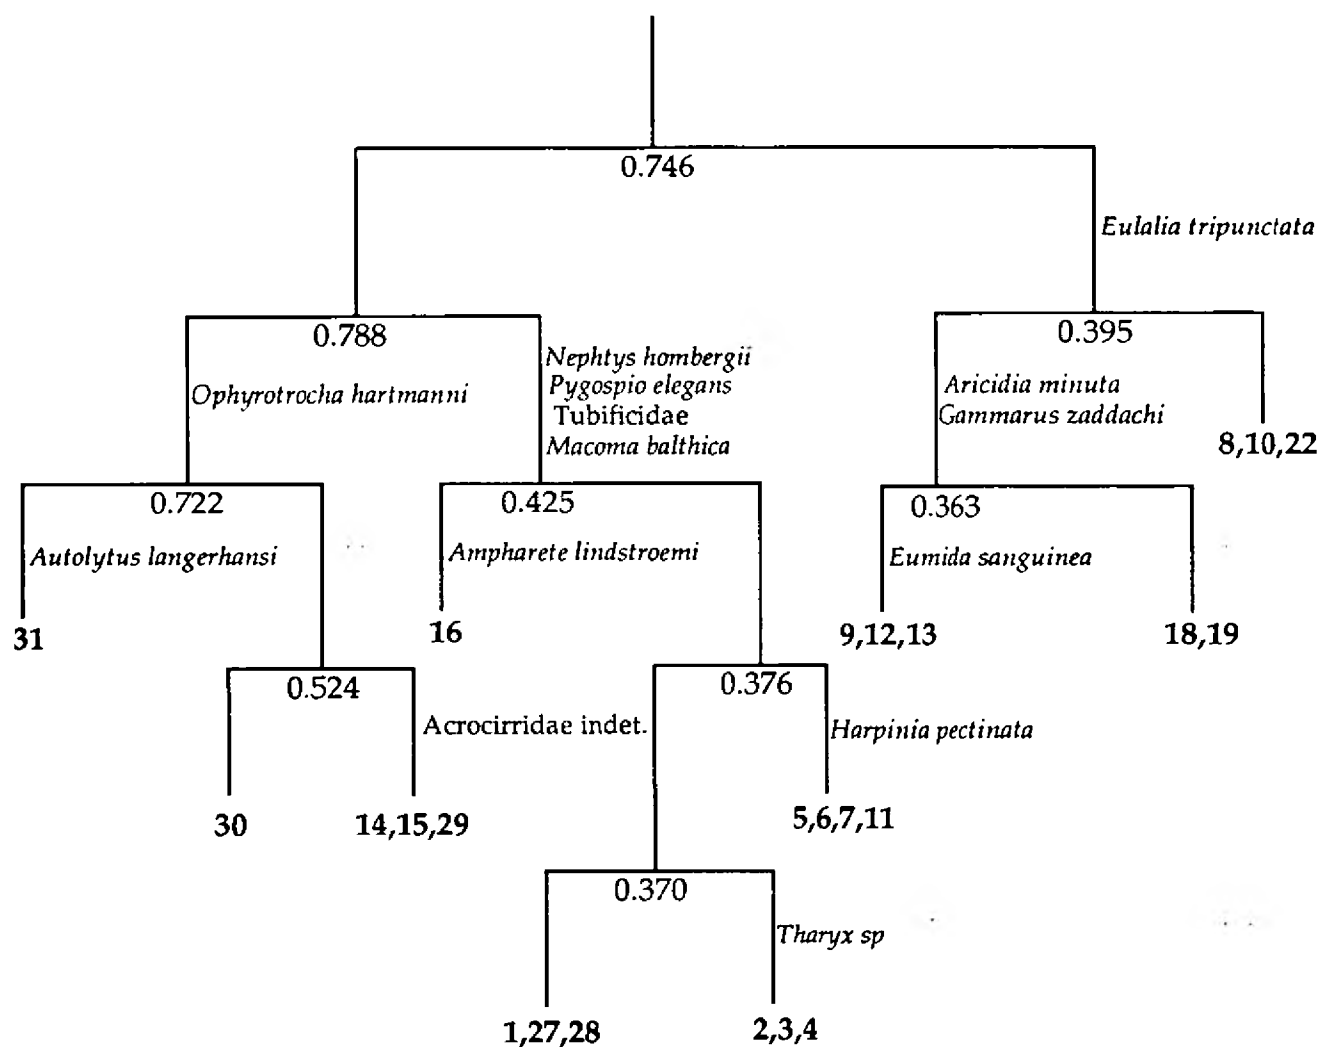 0.746
Eulalia tripunctata
0.788
0.395
Nephtys hombergii
Pygospio elegans
Tubificidae
Macoma balthica
Ophyrotrocha hartmanni
Aricidia minuta
Gammarus zaddachi
8,10,22
0.722
0.425
0.363
Autolytus langerhansi
Ampharete lindstroemi
Eumida sanguinea
31
16
9,12,13
18,19
0.524
0.376
Acrocirridae indet.
Harpinia pectinata
30
14,15,29
5,6,7,11
0.370
Tharyx sp
1,27,28
2,3,4